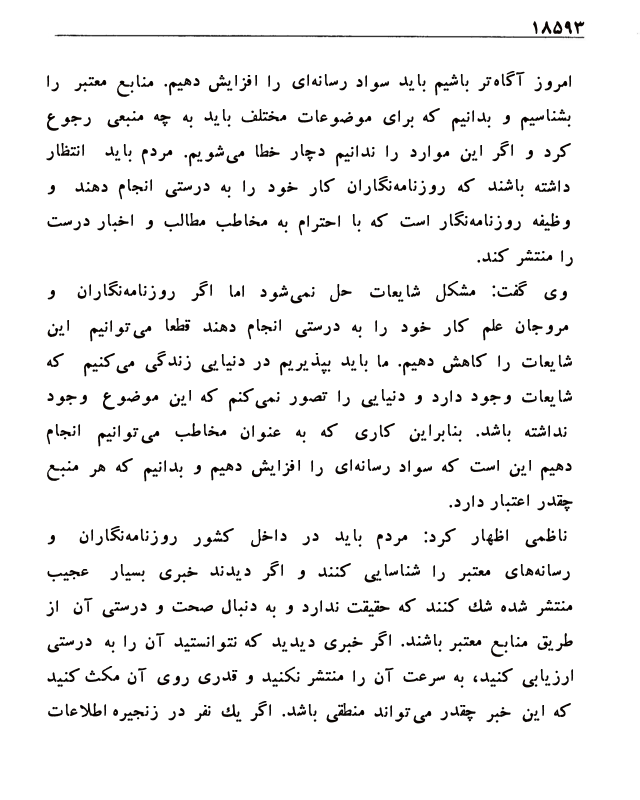 ۱۸۵۹۳
امروز آگاه‌تر باشیم باید سواد رسانه‌ای را افزایش دهیم. منابع معتبر را
بشناسیم و بدانیم که برای موضوعات مختلف باید به چه منبعی رجوع
کرد و اگر این موارد را ندانیم دچار خطا می‌شویم. مردم باید انتظار
داشته باشند که روزنامه‌نگاران کار خود را به درستی انجام دهند و
وظیفه روزنامه‌نگار است که با احترام به مخاطب مطالب و اخبار درست
را منتشر کند.
وی گفت: مشکل شایعات حل نمی‌شود اما اگر روزنامه‌نگاران و
مروجان علم کار خود را به درستی انجام دهند قطعا می‌توانیم این
شایعات را کاهش دهیم. ما باید بپذیریم در دنیایی زندگی می‌کنیم که
شایعات وجود دارد و دنیایی را تصور نمی‌کنم که این موضوع وجود
نداشته باشد. بنابراین کاری که به عنوان مخاطب می‌توانیم انجام
دهیم این است که سواد رسانه‌ای را افزایش دهیم و بدانیم که هر منبع
چقدر اعتبار دارد.
ناظمی اظهار کرد: مردم باید در داخل کشور روزنامه‌نگاران و
رسانه‌های معتبر را شناسایی کنند و اگر دیدند خبری بسیار عجیب
منتشر شده شك کنند که حقیقت ندارد و به دنبال صحت و درستی آن از
طریق منابع معتبر باشند. اگر خبری دیدید که نتوانستید آن را به درستی
ارزیابی کنید، به سرعت آن را منتشر نکنید و قدری روی آن مکث کنید
که این خبر چقدر می‌تواند منطقی باشد. اگر یك نفر در زنجیره اطلاعات